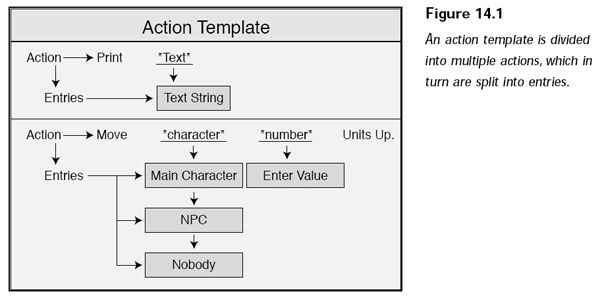 Action Template
Action Print *Text*
Entries Text String
Action Move *character* *number* Units Up.
Entries Main Character Enter Value
NPC
Nobody
Figure 14.1
An action template is divided
into multiple actions, which in
turn are split into entries.